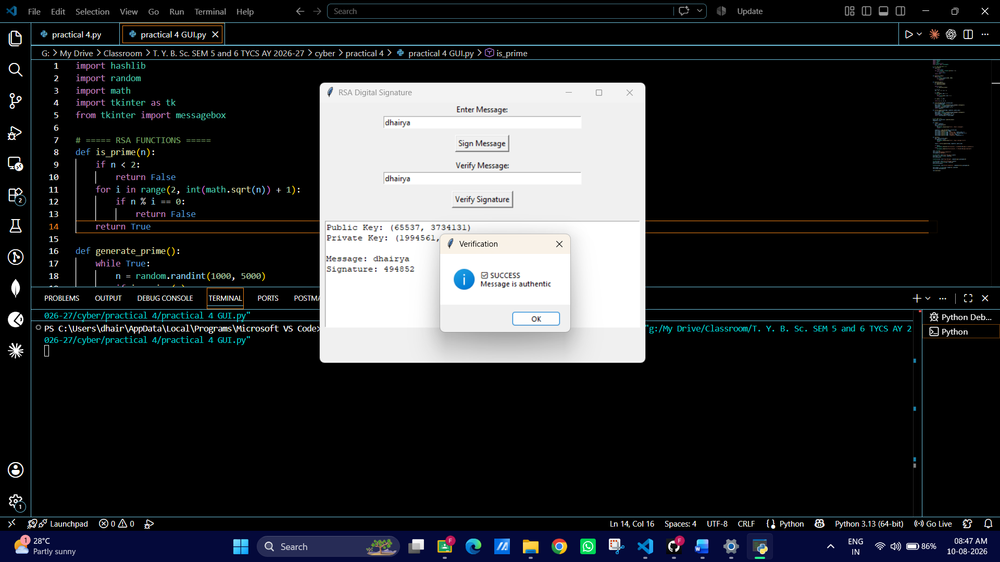 File Edit Selection View Go Run Terminal Help
Search
Update
practical 4.py
practical 4 GUI.py
G: > My Drive > Classroom > T. Y. B. Sc. SEM 5 and 6 TYCS AY 2026-27 > cyber > practical 4 > practical 4 GUI.py > is_prime
1 import hashlib
2 import random
3 import math
4 import tkinter as tk
5 from tkinter import messagebox
6
7 # ===== RSA FUNCTIONS =====
8 def is_prime(n):
9 if n < 2:
10 return False
11 for i in range(2, int(math.sqrt(n)) + 1):
12 if n % i == 0:
13 return False
14 return True
15
16 def generate_prime():
17 while True:
18 n = random.randint(1000, 5000)
RSA Digital Signature
Enter Message:
dhairya
Sign Message
Verify Message:
dhairya
Verify Signature
Public Key: (65537, 3734131)
Private Key: (1994561,
Message: dhairya
Signature: 494852
Verification
SUCCESS
Message is authentic
OK
PROBLEMS OUTPUT DEBUG CONSOLE TERMINAL PORTS POSTMA
026-27/cyber/practical 4/practical 4 GUI.py"
PS C:\Users\dhair\AppData\Local\Programs\Microsoft VS Code> "g:/My Drive/Classroom/T. Y. B. Sc. SEM 5 and 6 TYCS AY 2
026-27/cyber/practical 4/practical 4 GUI.py"
Python Deb...
Python
2
1
Launchpad 0 0
Ln 14, Col 16 Spaces: 4 UTF-8 CRLF {} Python Python 3.13 (64-bit) Go Live
1
28°C
Partly sunny
Search
F
F
ENG
IN
86%
08:47 AM
10-08-2026